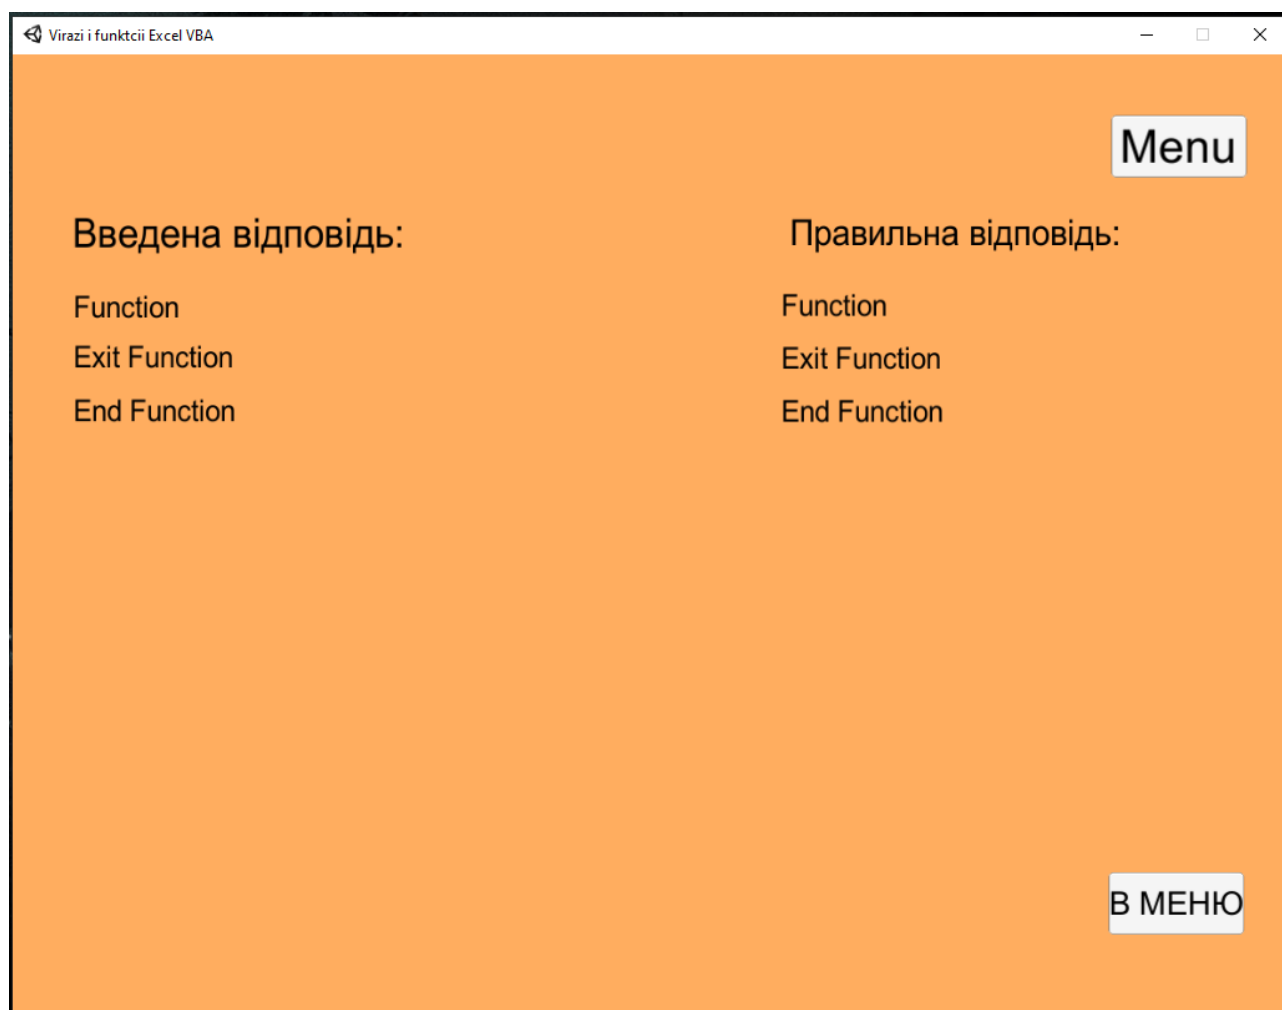 Virazi i funktcii Excel VBA
Menu
Введена відповідь:
Правильна відповідь:
Function
Function
Exit Function
Exit Function
End Function
End Function
В МЕНЮ